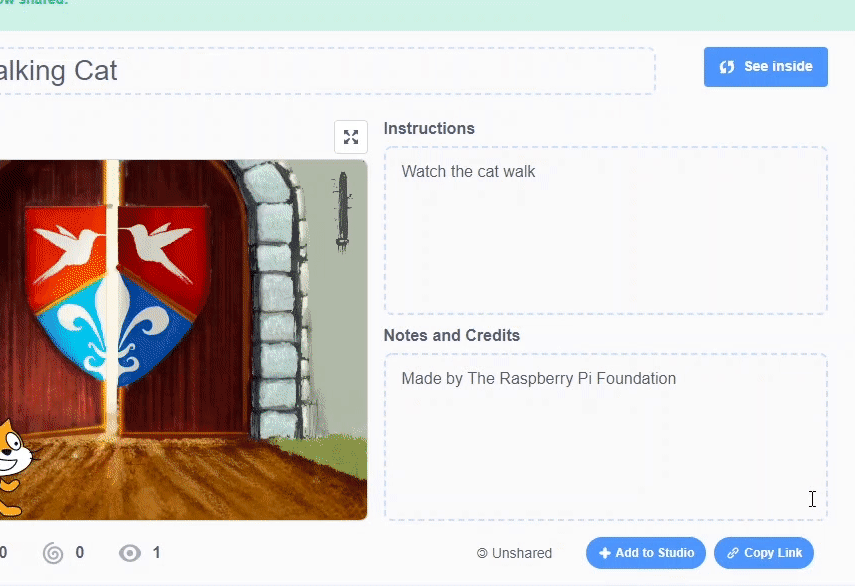 shared.
alking Cat
See inside
Instructions
Watch the cat walk
Notes and Credits
Made by The Raspberry Pi Foundation
0
0
1
Unshared
Add to Studio
Copy Link